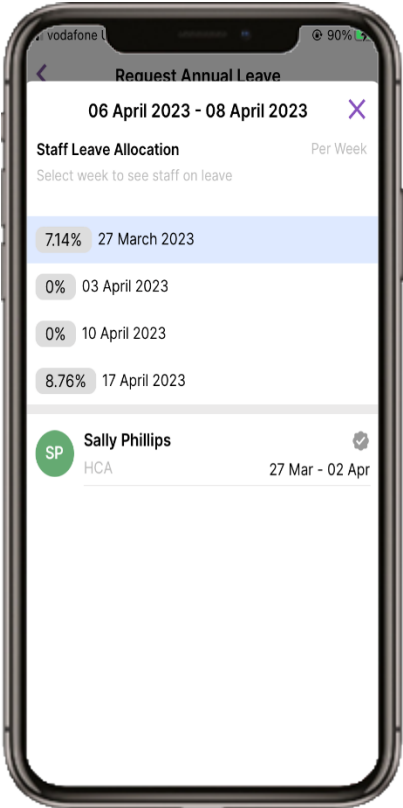 vodafone
90%
Request Annual Leave
06 April 2023 - 08 April 2023
Staff Leave Allocation
Per Week
Select week to see staff on leave
7.14% 27 March 2023
0% 03 April 2023
0% 10 April 2023
8.76% 17 April 2023
SP
Sally Phillips
HCA
27 Mar - 02 Apr